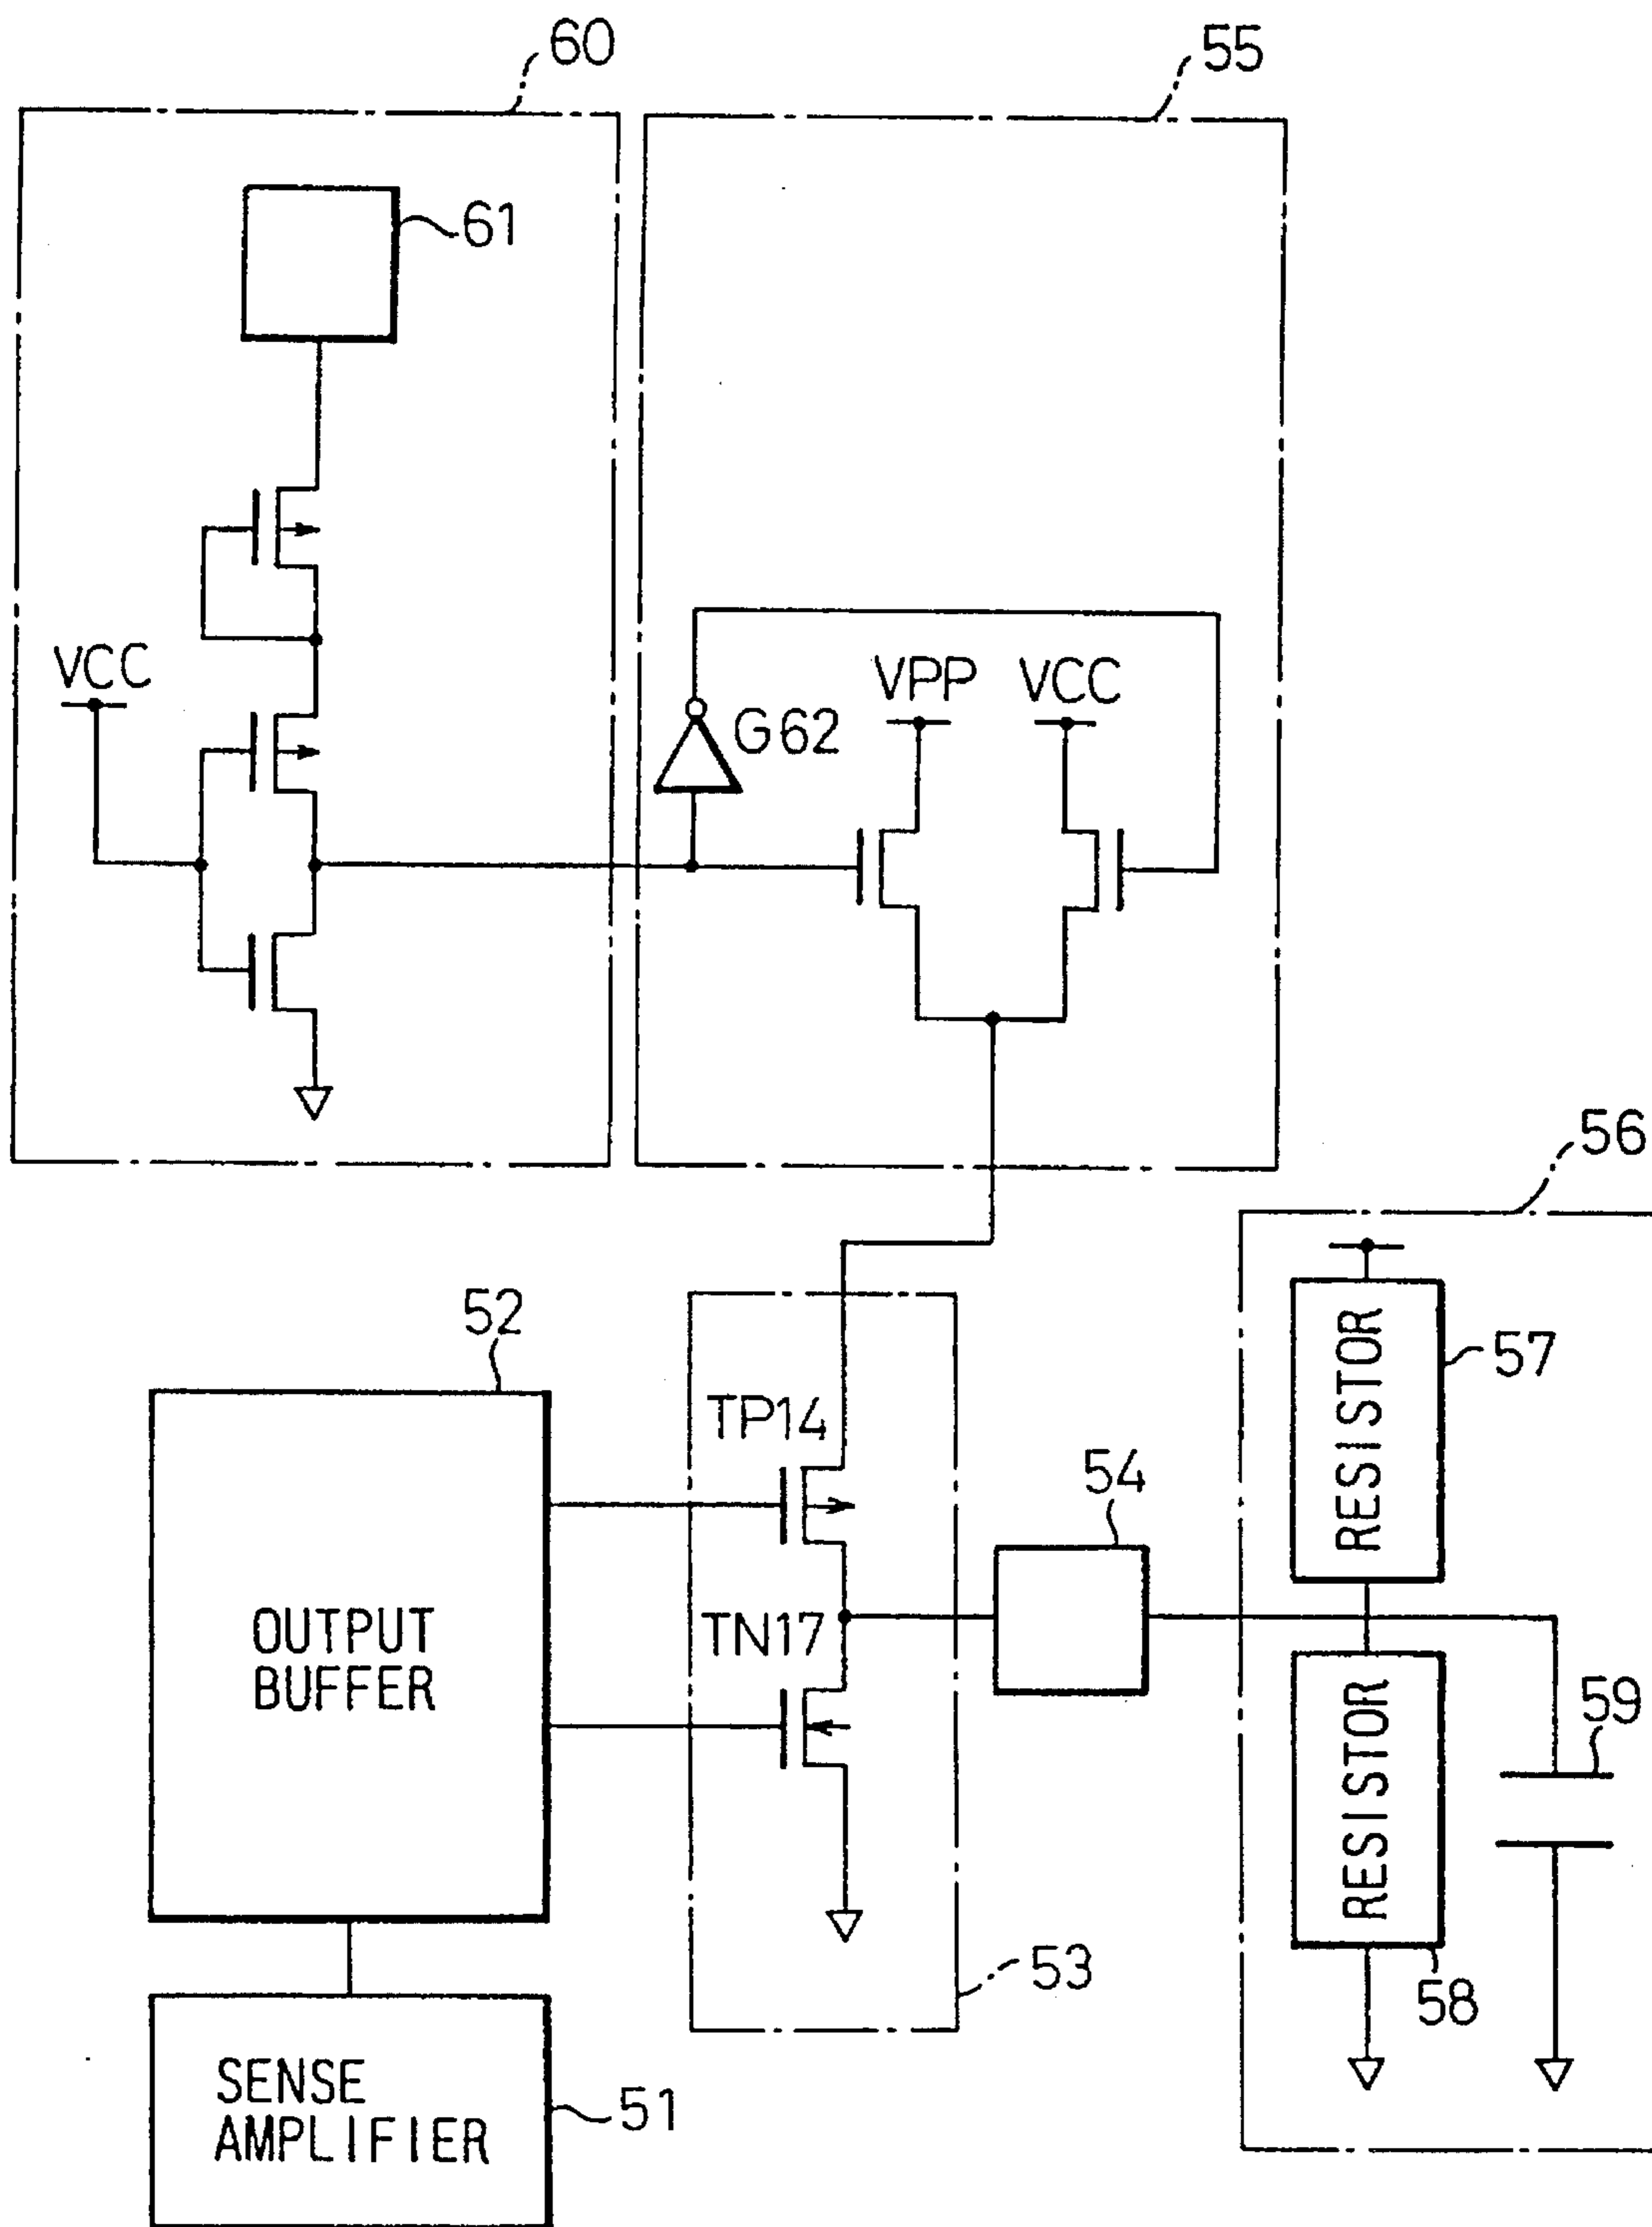 60
55
61
VCC
VPP
VCC
G62
56
52
57
RESISTOR
TP14
54
OUTPUT
BUFFER
TN17
59
RESISTOR
53
58
SENSE
AMPLIFIER
51